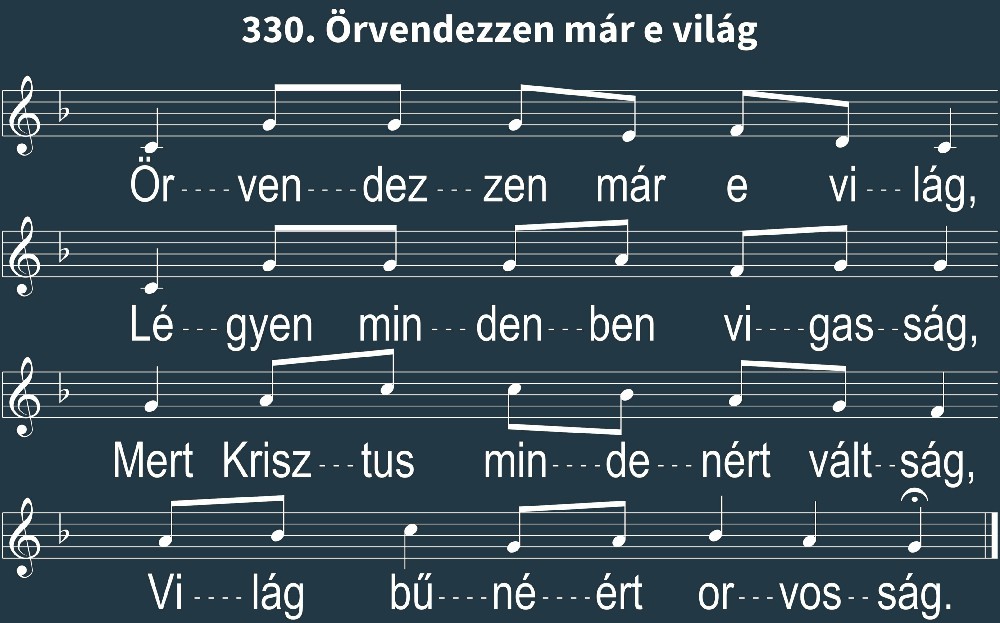 330. Örvendezzen már e világ
Ör----ven----dez---zen már e vi---lág,
Lé---gyen min---den---ben vi----gas--ság,
Mert Krisz---tus min----de---nért vált--ság,
Vi----lág bű----né----ért or---vos--ság.